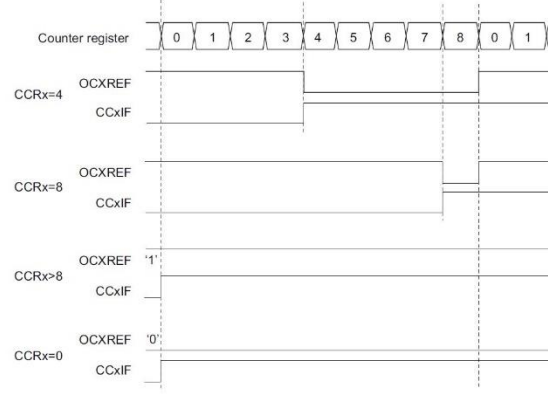 Counter register 0 1 2 3 4 5 6 7 8 0 1
OCXREF
CCRx=4
CCxIF
OCXREF
CCRx=8
CCxIF
OCXREF '1'
CCRx>8
CCxIF
OCXREF '0'
CCRx=0
CCxIF